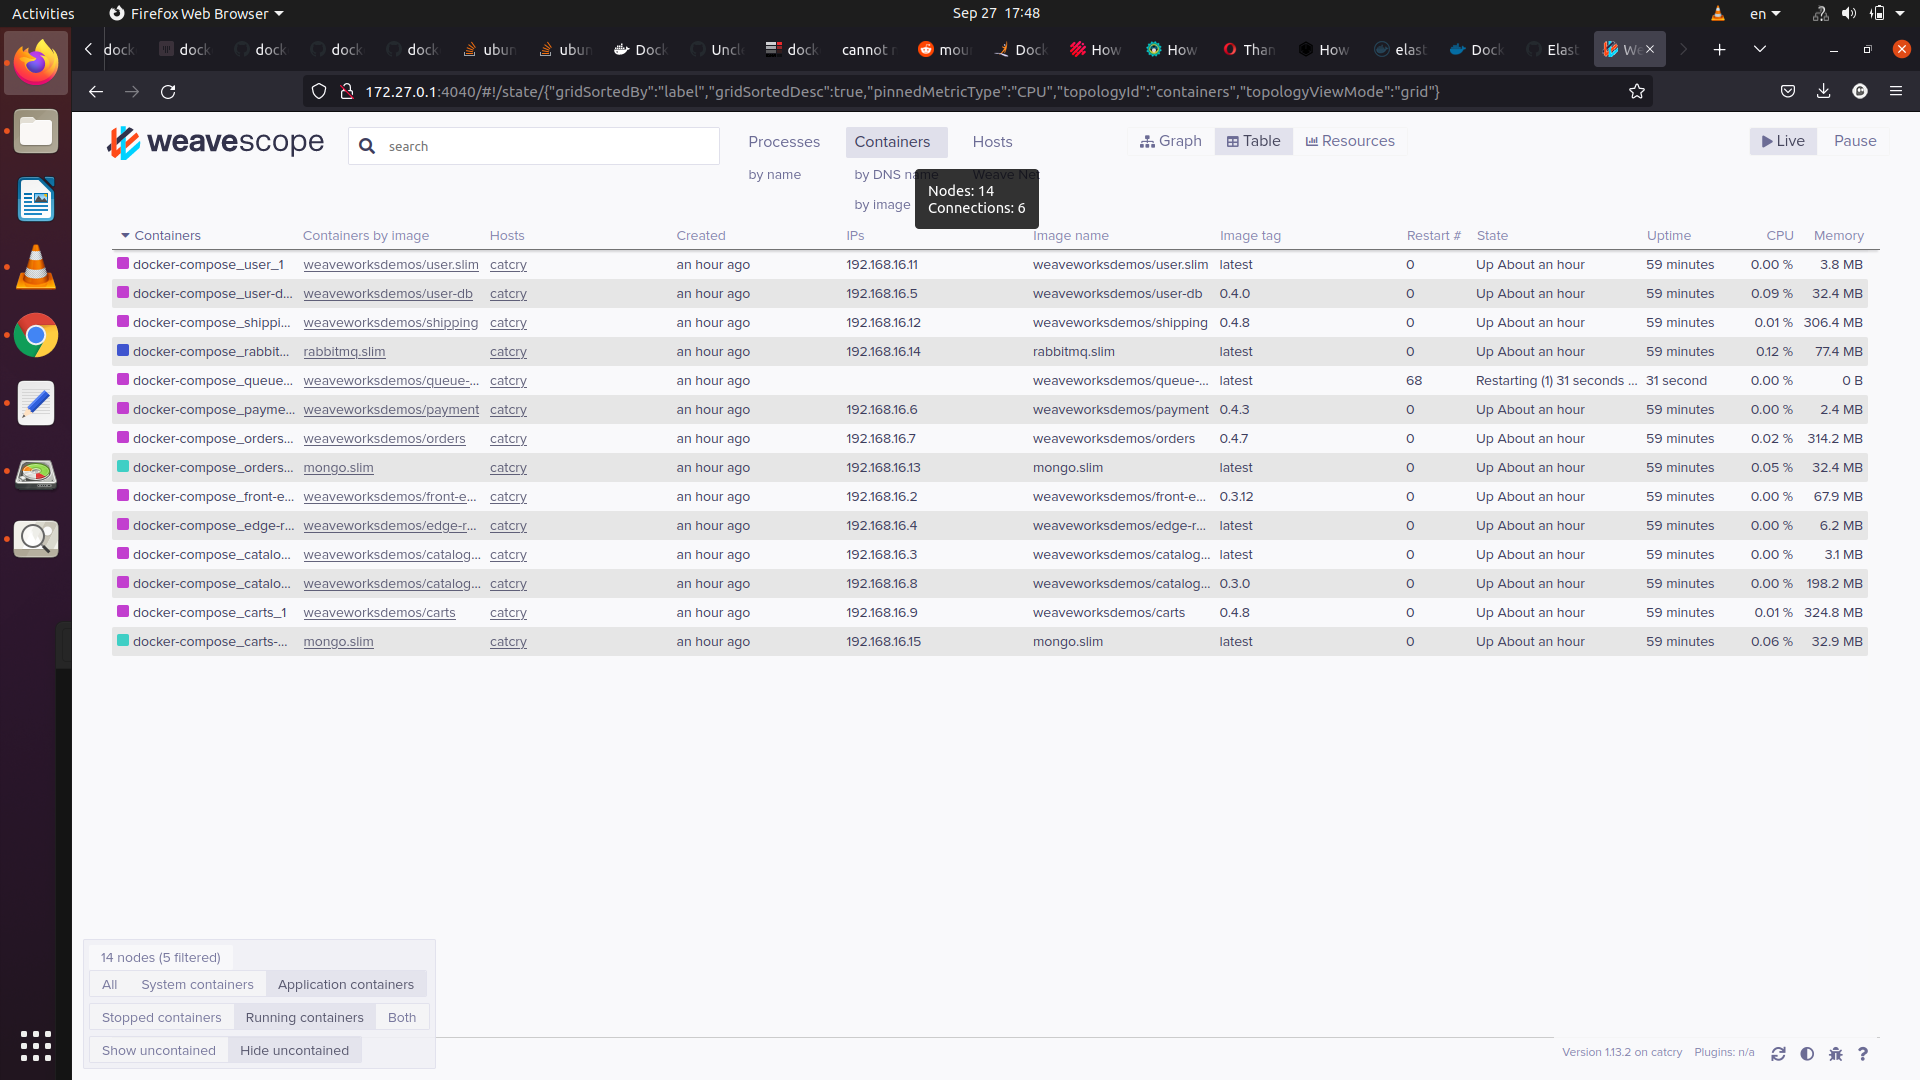 Activities Firefox Web Browser Sep 27 17:48 en
dock dock dock dock dock ubun ubun Dock Uncl dock cannot mou Dock How How Than How elast Dock Elast We
172.27.0.1:4040/#!/state/{"gridSortedBy":"label","gridSortedDesc":true,"pinnedMetricType":"CPU","topologyId":"containers","topologyViewMode":"grid"}
weavescope search Processes Containers Hosts Graph Table Resources Live Pause
by name by DNS name Weave Net
by image
Nodes: 14
Connections: 6
Containers Containers by image Hosts Created IPs Image name Image tag Restart # State Uptime CPU Memory
docker-compose_user_1 weaveworksdemos/user.slim catcry an hour ago 192.168.16.11 weaveworksdemos/user.slim latest 0 Up About an hour 59 minutes 0.00 % 3.8 MB
docker-compose_user-d... weaveworksdemos/user-db catcry an hour ago 192.168.16.5 weaveworksdemos/user-db 0.4.0 0 Up About an hour 59 minutes 0.09 % 32.4 MB
docker-compose_shippi... weaveworksdemos/shipping catcry an hour ago 192.168.16.12 weaveworksdemos/shipping 0.4.8 0 Up About an hour 59 minutes 0.01 % 306.4 MB
docker-compose_rabbit... rabbitmq.slim catcry an hour ago 192.168.16.14 rabbitmq.slim latest 0 Up About an hour 59 minutes 0.12 % 77.4 MB
docker-compose_queue... weaveworksdemos/queue-... catcry an hour ago weaveworksdemos/queue-... latest 68 Restarting (1) 31 seconds ... 31 second 0.00 % 0 B
docker-compose_payme... weaveworksdemos/payment catcry an hour ago 192.168.16.6 weaveworksdemos/payment 0.4.3 0 Up About an hour 59 minutes 0.00 % 2.4 MB
docker-compose_orders... weaveworksdemos/orders catcry an hour ago 192.168.16.7 weaveworksdemos/orders 0.4.7 0 Up About an hour 59 minutes 0.02 % 314.2 MB
docker-compose_orders... mongo.slim catcry an hour ago 192.168.16.13 mongo.slim latest 0 Up About an hour 59 minutes 0.05 % 32.4 MB
docker-compose_front-e... weaveworksdemos/front-e... catcry an hour ago 192.168.16.2 weaveworksdemos/front-e... 0.3.12 0 Up About an hour 59 minutes 0.00 % 67.9 MB
docker-compose_edge-r... weaveworksdemos/edge-r... catcry an hour ago 192.168.16.4 weaveworksdemos/edge-r... latest 0 Up About an hour 59 minutes 0.00 % 6.2 MB
docker-compose_catalo... weaveworksdemos/catalog... catcry an hour ago 192.168.16.3 weaveworksdemos/catalog... latest 0 Up About an hour 59 minutes 0.00 % 3.1 MB
docker-compose_catalo... weaveworksdemos/catalog... catcry an hour ago 192.168.16.8 weaveworksdemos/catalog... 0.3.0 0 Up About an hour 59 minutes 0.00 % 198.2 MB
docker-compose_carts_1 weaveworksdemos/carts catcry an hour ago 192.168.16.9 weaveworksdemos/carts 0.4.8 0 Up About an hour 59 minutes 0.01 % 324.8 MB
docker-compose_carts-... mongo.slim catcry an hour ago 192.168.16.15 mongo.slim latest 0 Up About an hour 59 minutes 0.06 % 32.9 MB
14 nodes (5 filtered)
All System containers Application containers
Stopped containers Running containers Both
Show uncontained Hide uncontained
Version 1.13.2 on catcry Plugins: n/a